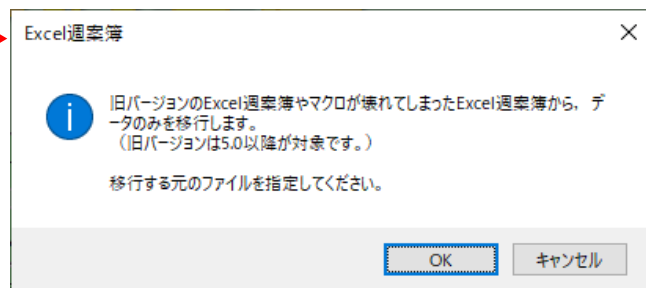 Excel週案簿
旧バージョンのExcel週案簿やマクロが壊れてしまったExcel週案簿から，デ
ータのみを移行します。
（旧バージョンは5.0以降が対象です。）
移行する元のファイルを指定してください。
OK
キャンセル